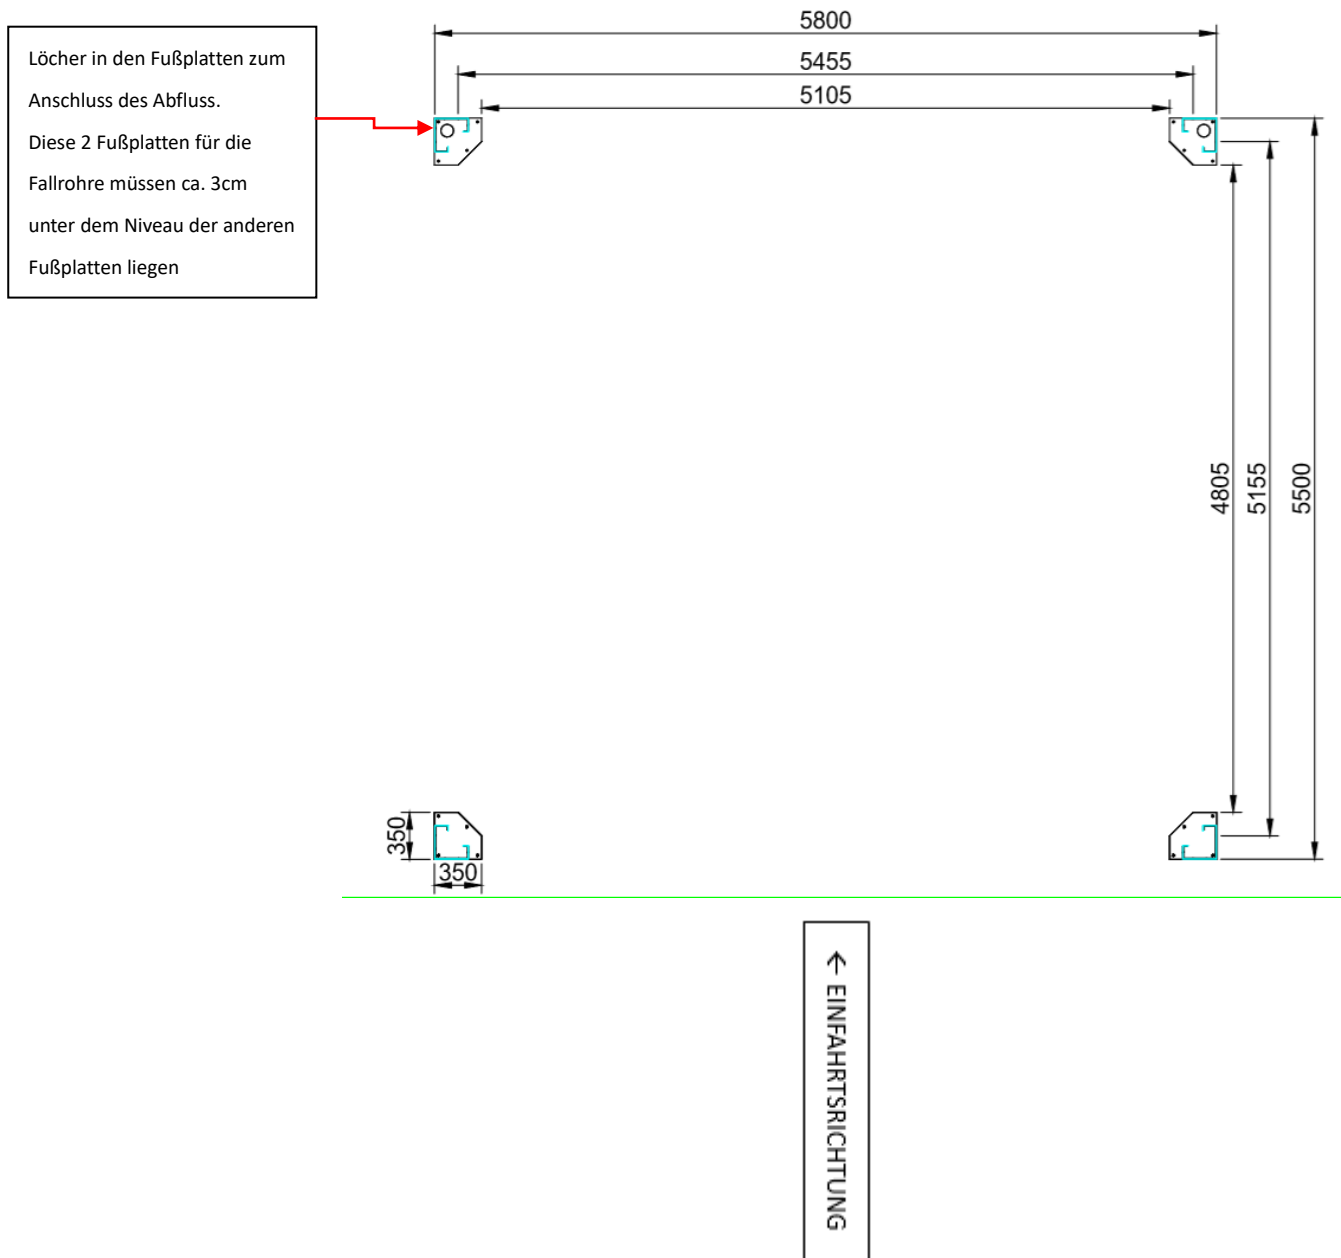 Löcher in den Fußplatten zum
Anschluss des Abfluss.
Diese 2 Fußplatten für die
Fallrohre müssen ca. 3cm
unter dem Niveau der anderen
Fußplatten liegen
5800
5455
5105
4805
5155
5500
350
350
← EINFAHRTSRICHTUNG